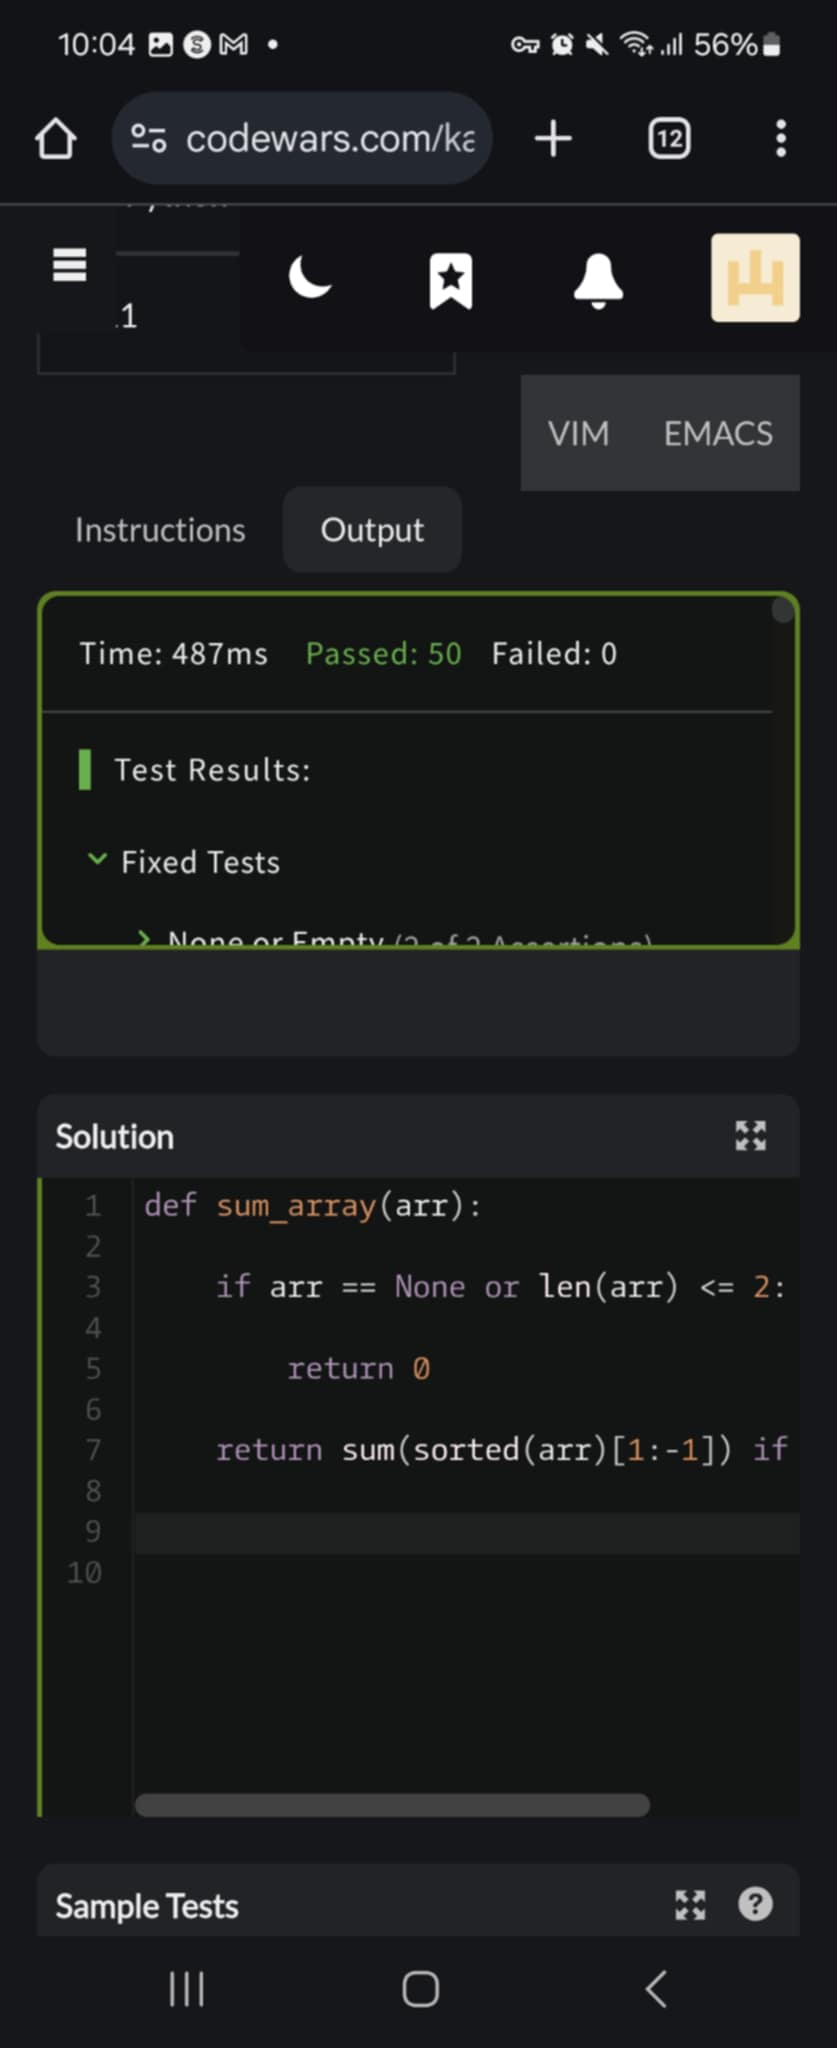 10:04
56%
codewars.com/ka
12
.1
VIM EMACS
Instructions Output
Time: 487ms Passed: 50 Failed: 0
Test Results:
Fixed Tests
None or Empty
Solution
1 def sum_array(arr):
2
3 if arr == None or len(arr) <= 2:
4
5 return 0
6
7 return sum(sorted(arr)[1:-1]) if
8
9
10
Sample Tests